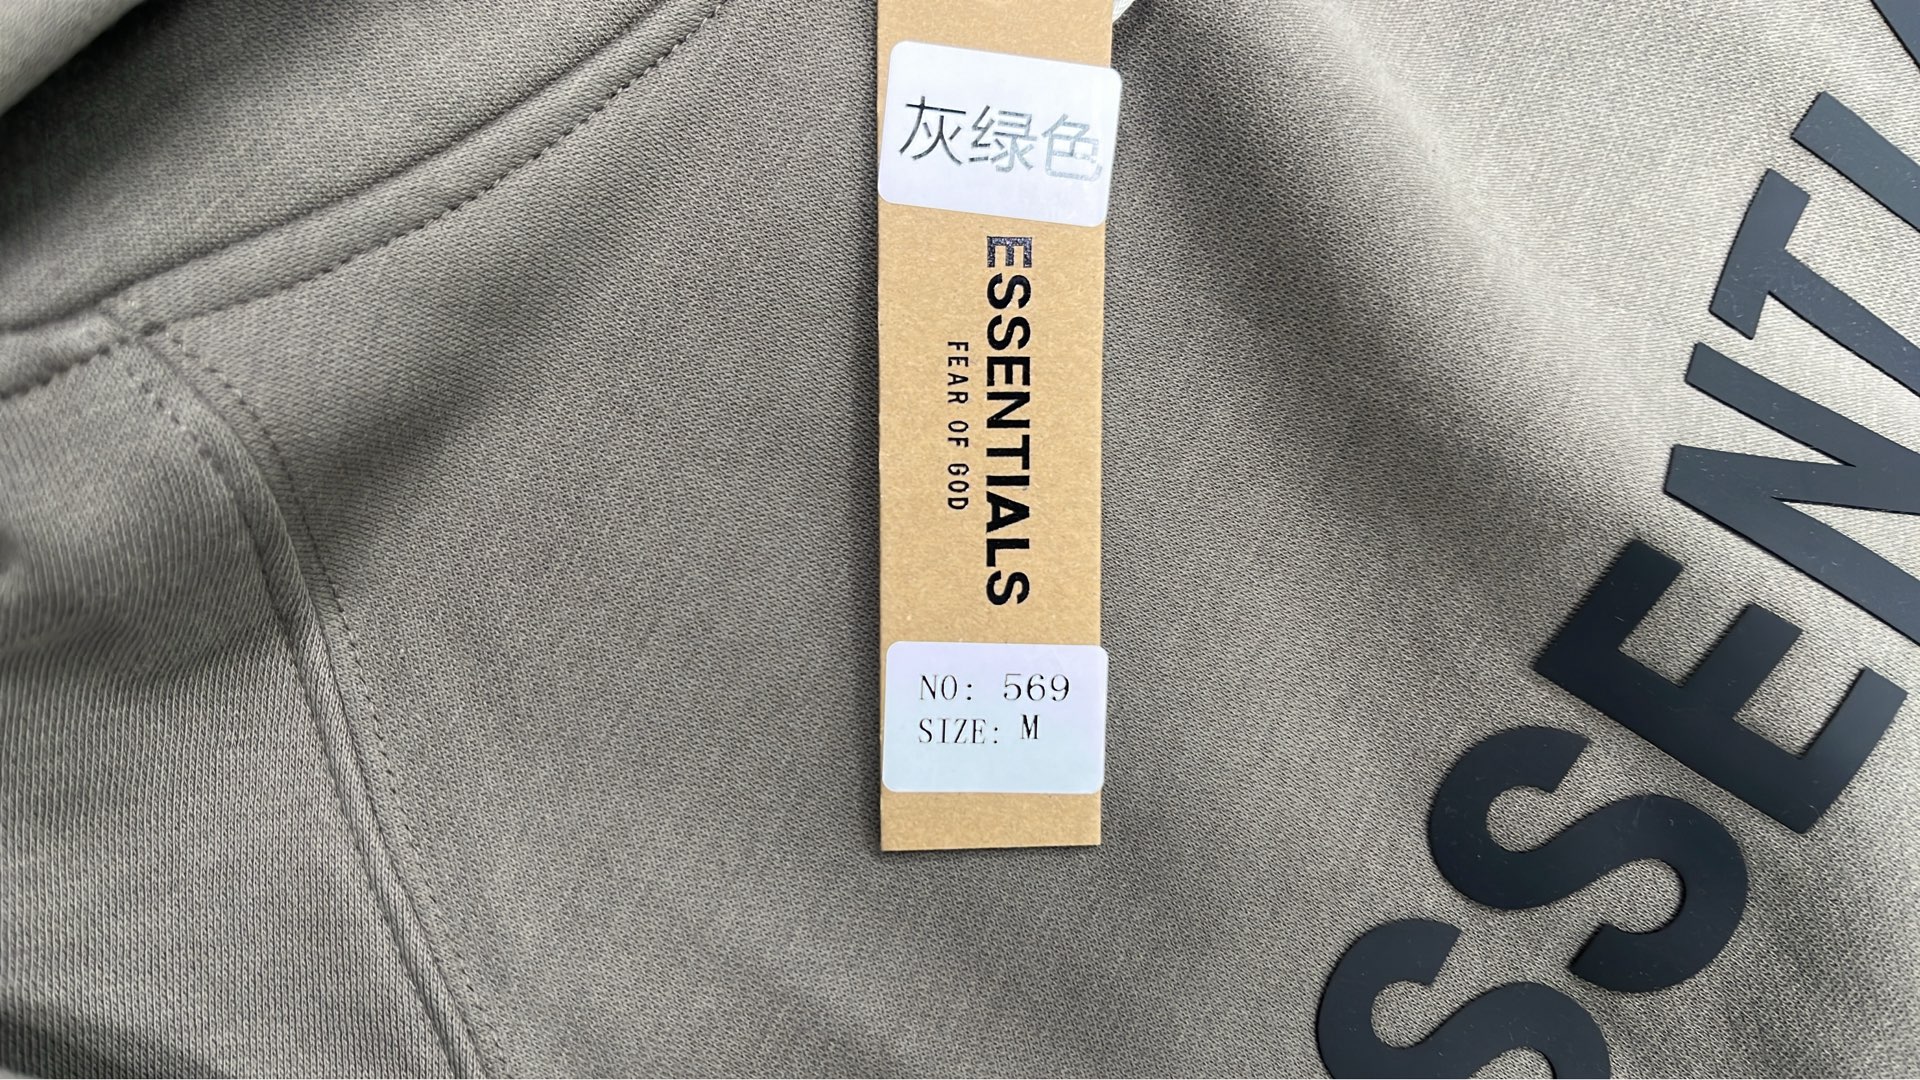 灰绿色
ESSENTIALS
FEAR OF GOD
NO: 569
SIZE: M
SSENTI